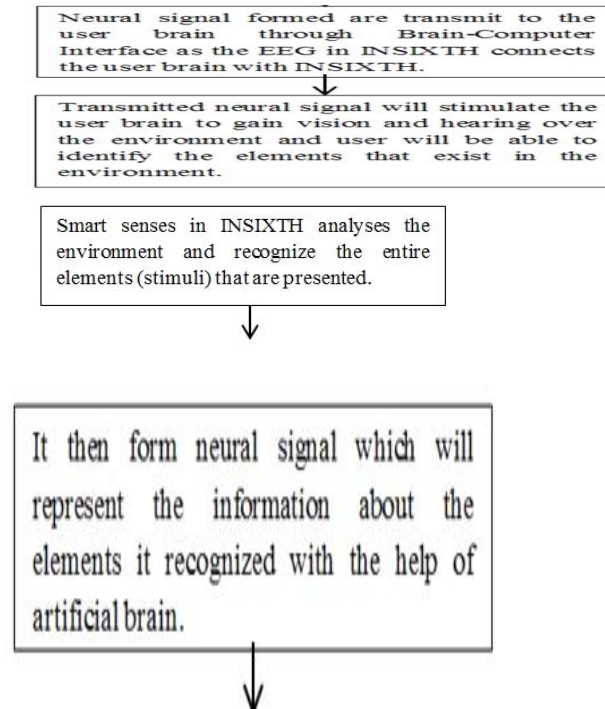 Neural signal formed are transmit to the
user brain through Brain-Computer
Interface as the EEG in INSIXTH connects
the user brain with INSIXTH.
Transmitted neural signal will stimulate the
user brain to gain vision and hearing over
the environment and user will be able to
identify the elements that exist in the
environment.
Smart senses in INSIXTH analyses the
environment and recognize the entire
elements (stimuli) that are presented.
It then form neural signal which will
represent the information about the
elements it recognized with the help of
artificial brain.